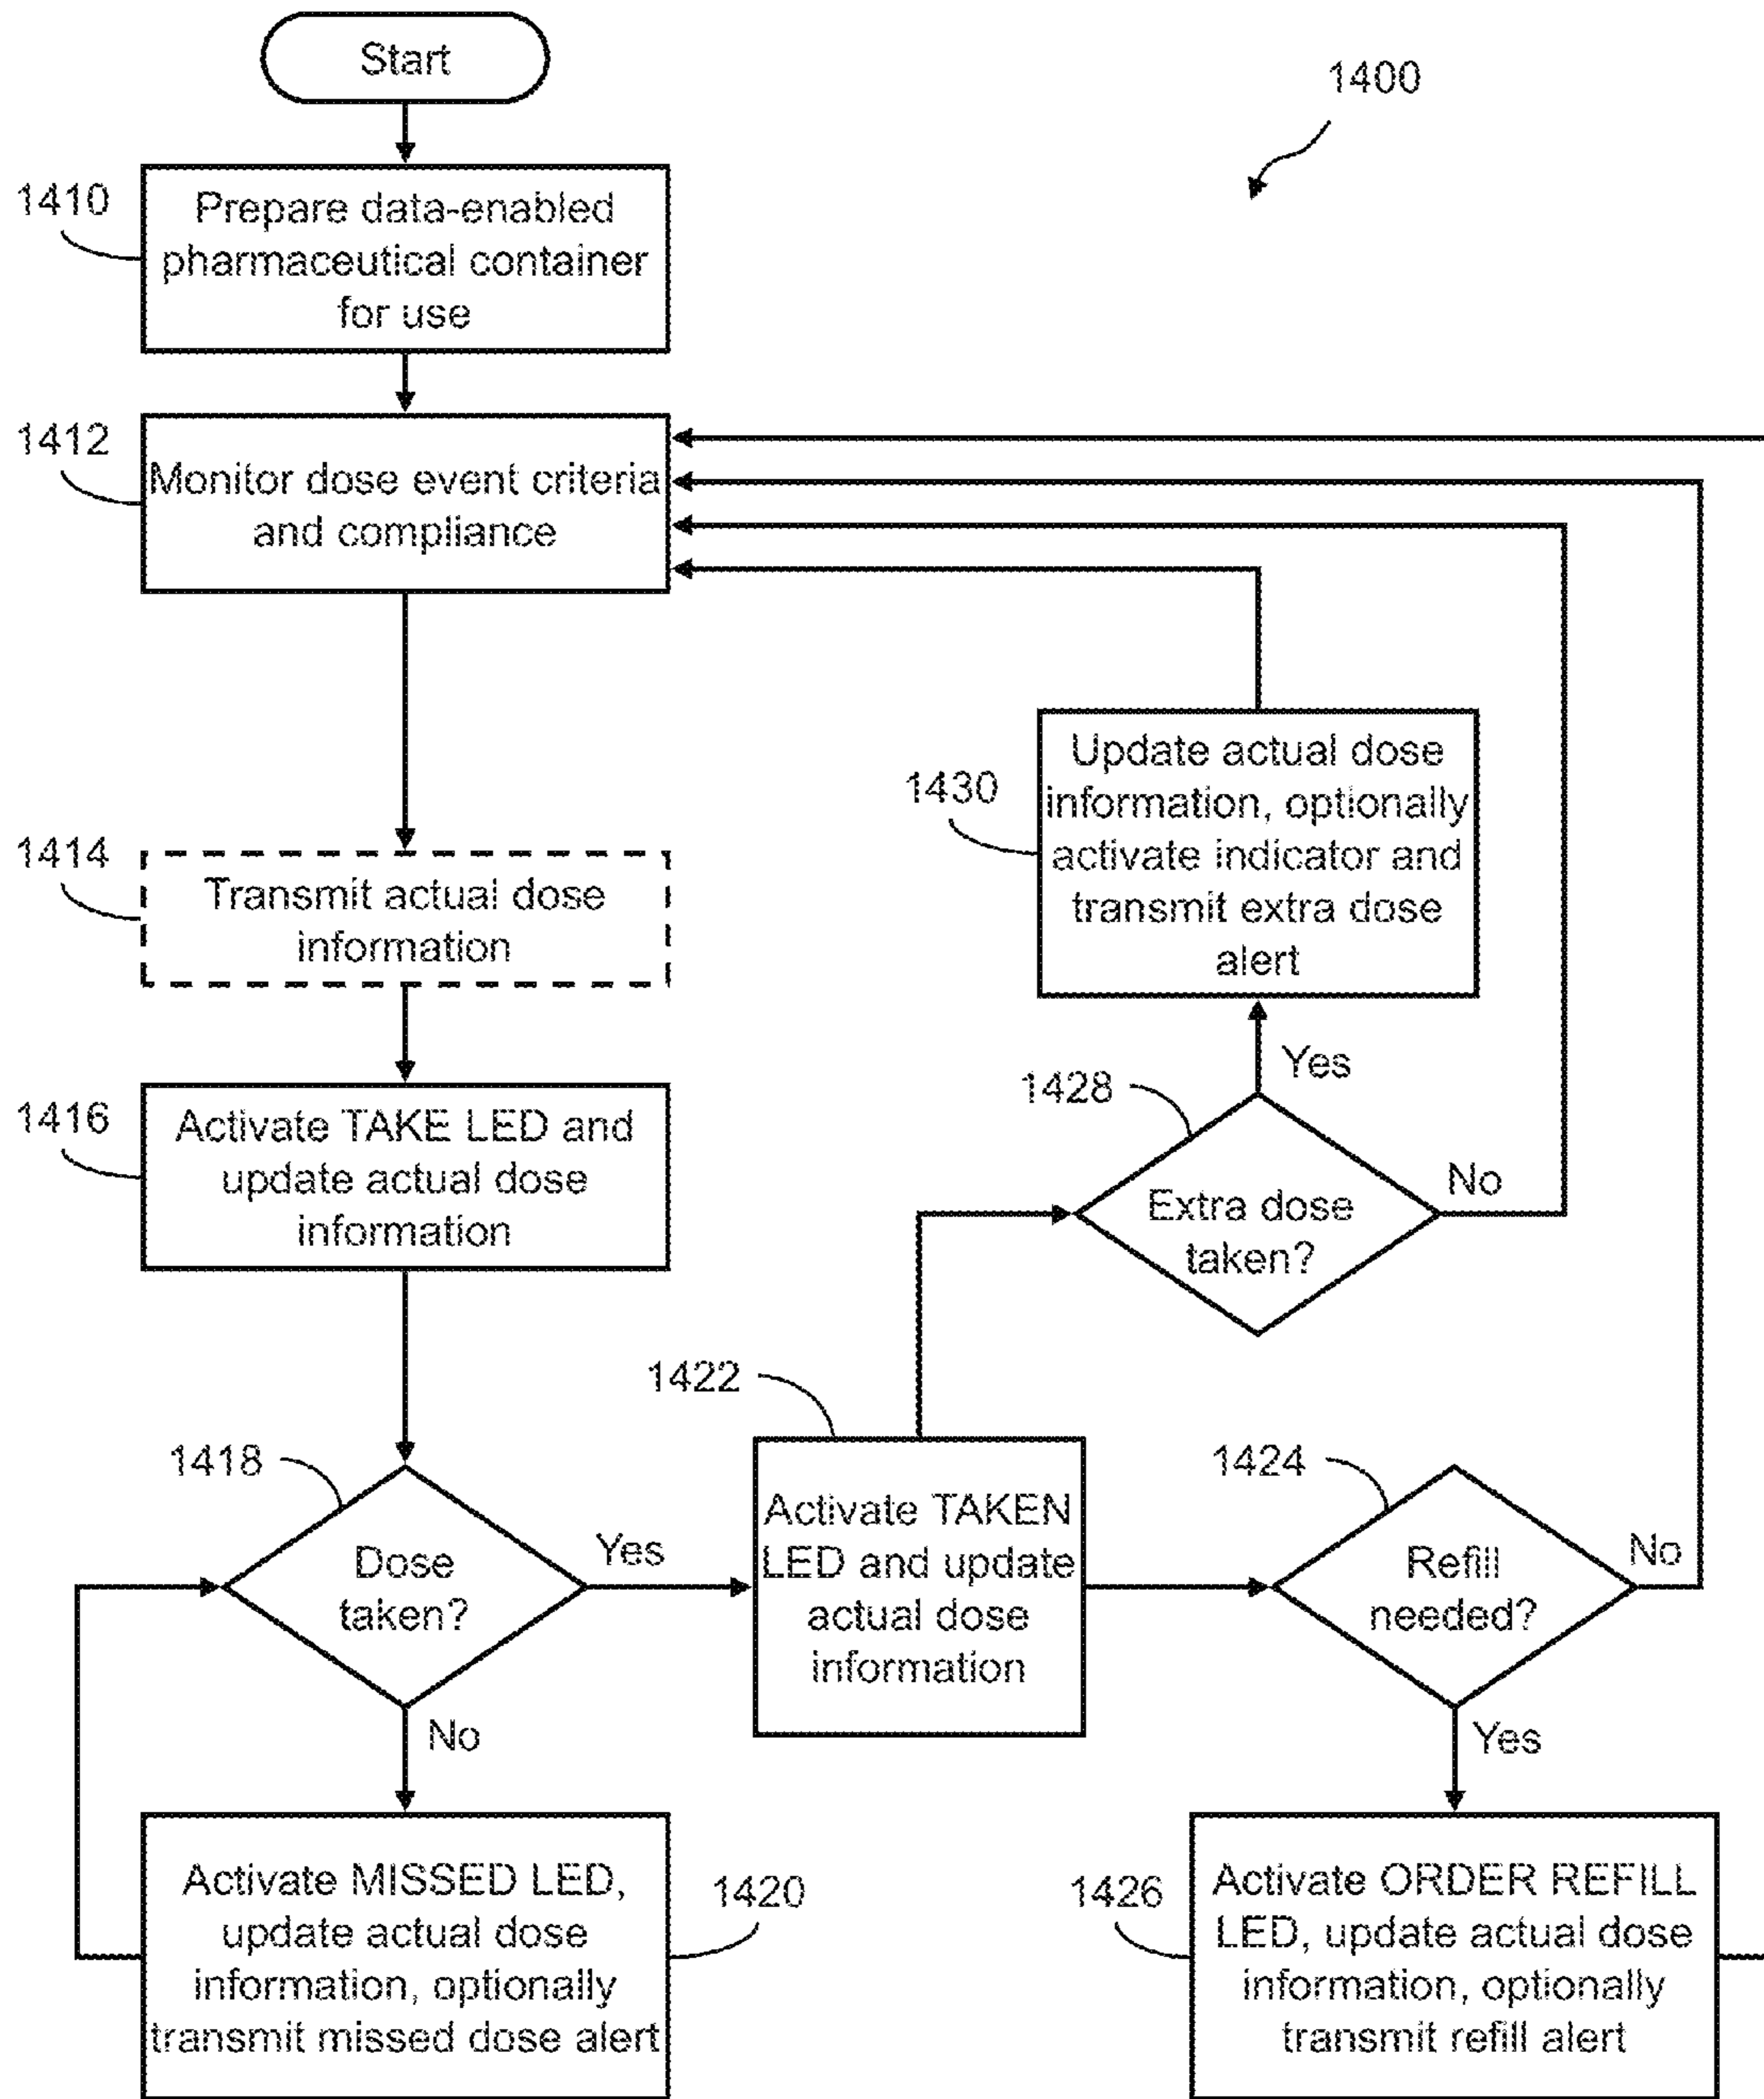 Start
1400
1410
Prepare data-enabled
pharmaceutical container
for use
1412
Monitor dose event criteria
and compliance
1414
Transmit actual dose
information
1430
Update actual dose
information, optionally
activate indicator and
transmit extra dose
alert
1416
Activate TAKE LED and
update actual dose
information
1428
Yes
Extra dose
taken?
No
1418
Dose
taken?
Yes
No
1422
Activate TAKEN
LED and update
actual dose
information
1424
Refill
needed?
No
Yes
1420
Activate MISSED LED,
update actual dose
information, optionally
transmit missed dose alert
1426
Activate ORDER REFILL
LED, update actual dose
information, optionally
transmit refill alert